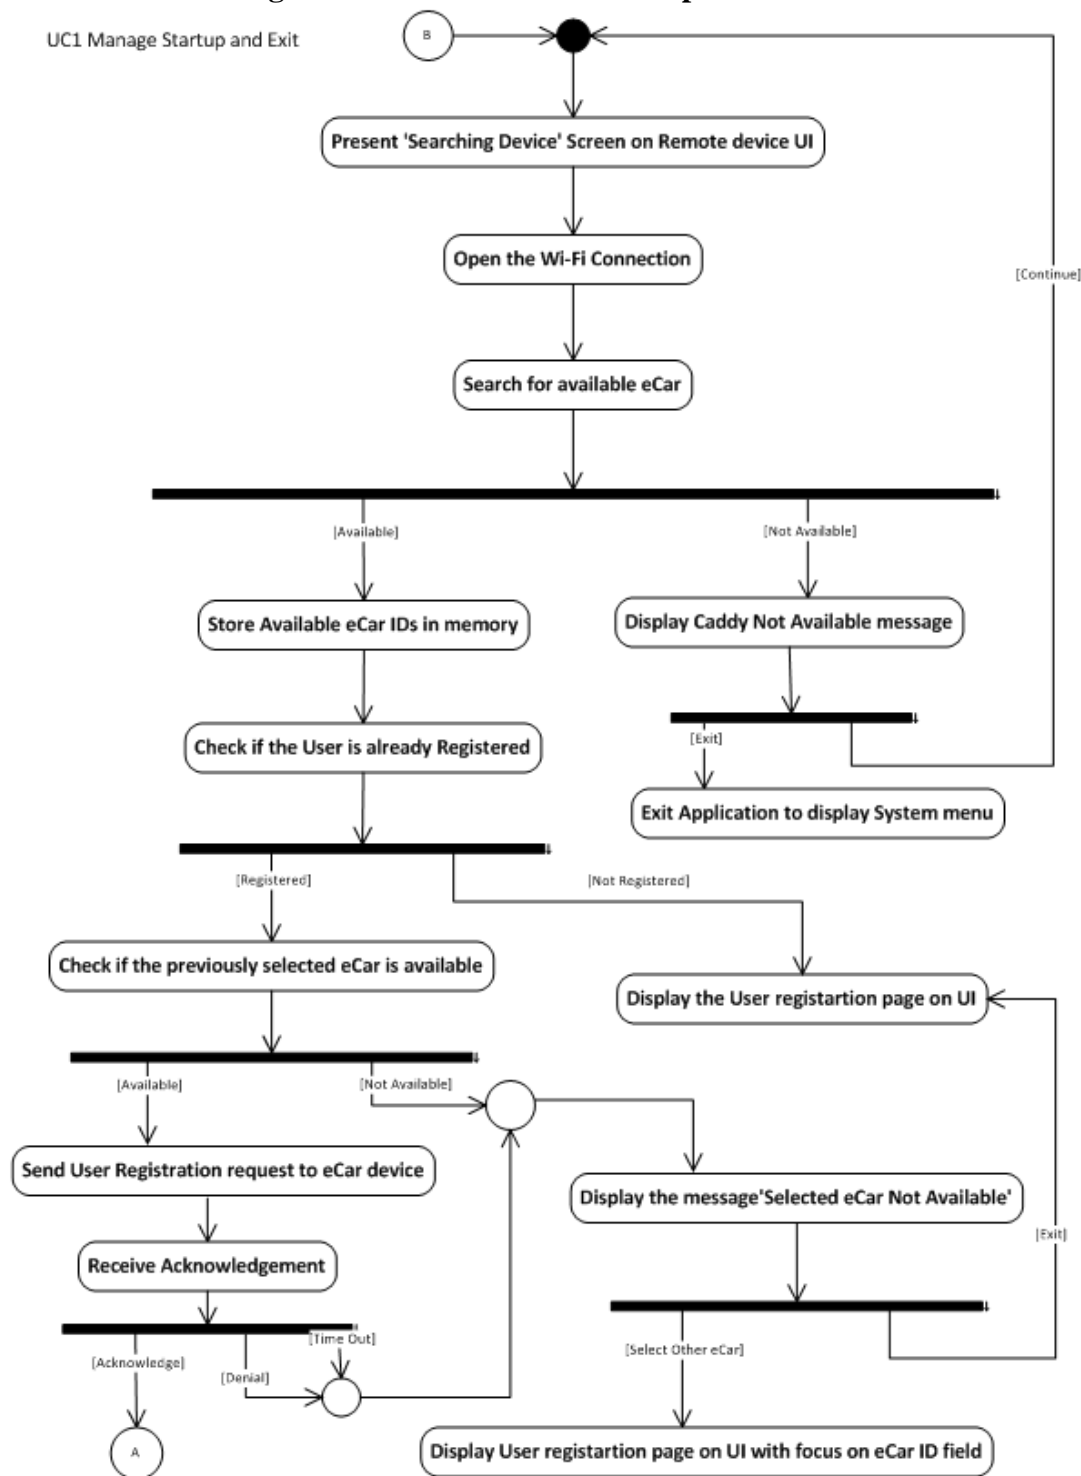 UC1 Manage Startup and Exit
B
Present 'Searching Device' Screen on Remote device UI
Open the Wi-Fi Connection
[Continue]
Search for available eCar
[Available]
[Not Available]
Store Available eCar IDs in memory
Display Caddy Not Available message
Check if the User is already Registered
[Exit]
Exit Application to display System menu
[Registered]
[Not Registered]
Check if the previously selected eCar is available
Display the User registartion page on UI
[Available]
[Not Available]
Send User Registration request to eCar device
Display the message'Selected eCar Not Available'
[Exit]
Receive Acknowledgement
[Time Out]
[Select Other eCar]
[Acknowledge]
[Denial]
A
Display User registartion page on UI with focus on eCar ID field